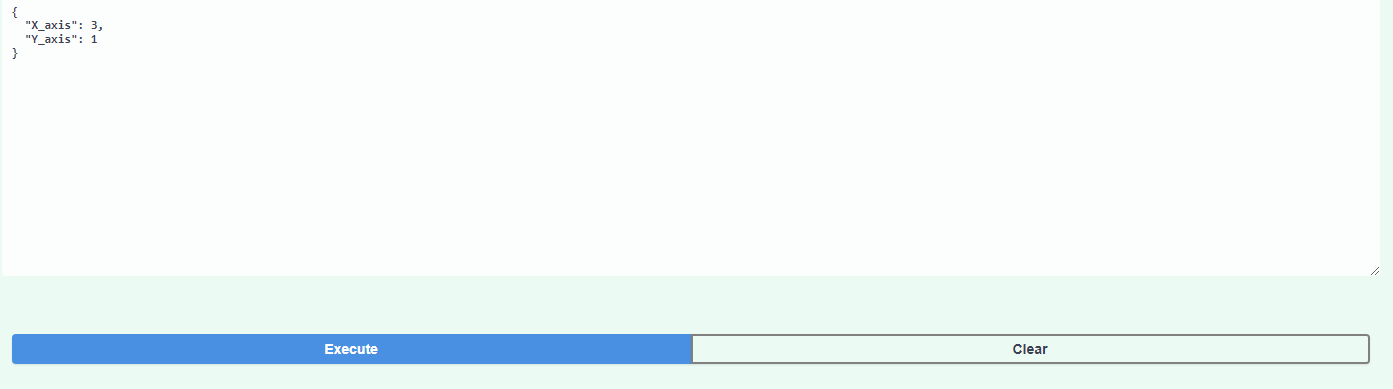 {
  "X_axis": 3,
  "Y_axis": 1
}
Execute
Clear